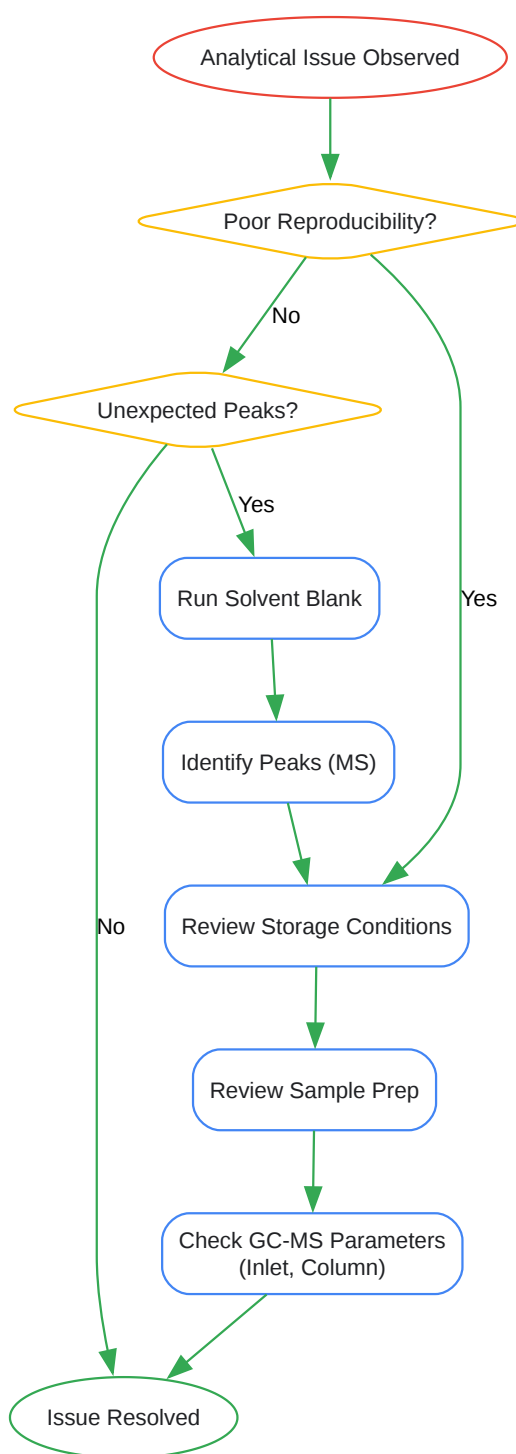 Analytical Issue Observed
Poor Reproducibility?
No
Unexpected Peaks?
Yes
Run Solvent Blank
Yes
Identify Peaks (MS)
Review Storage Conditions
No
Review Sample Prep
Check GC-MS Parameters
(Inlet, Column)
Issue Resolved